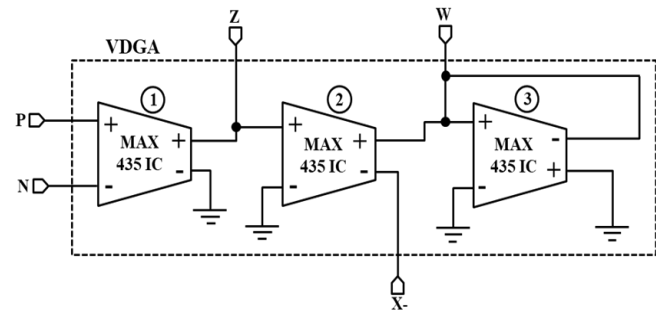 Z
W
VDGA
1
2
3
P
+
MAX
435 IC
+
-
-
N
+
MAX
435 IC
+
-
-
+
MAX
435 IC
-
+
-
X-